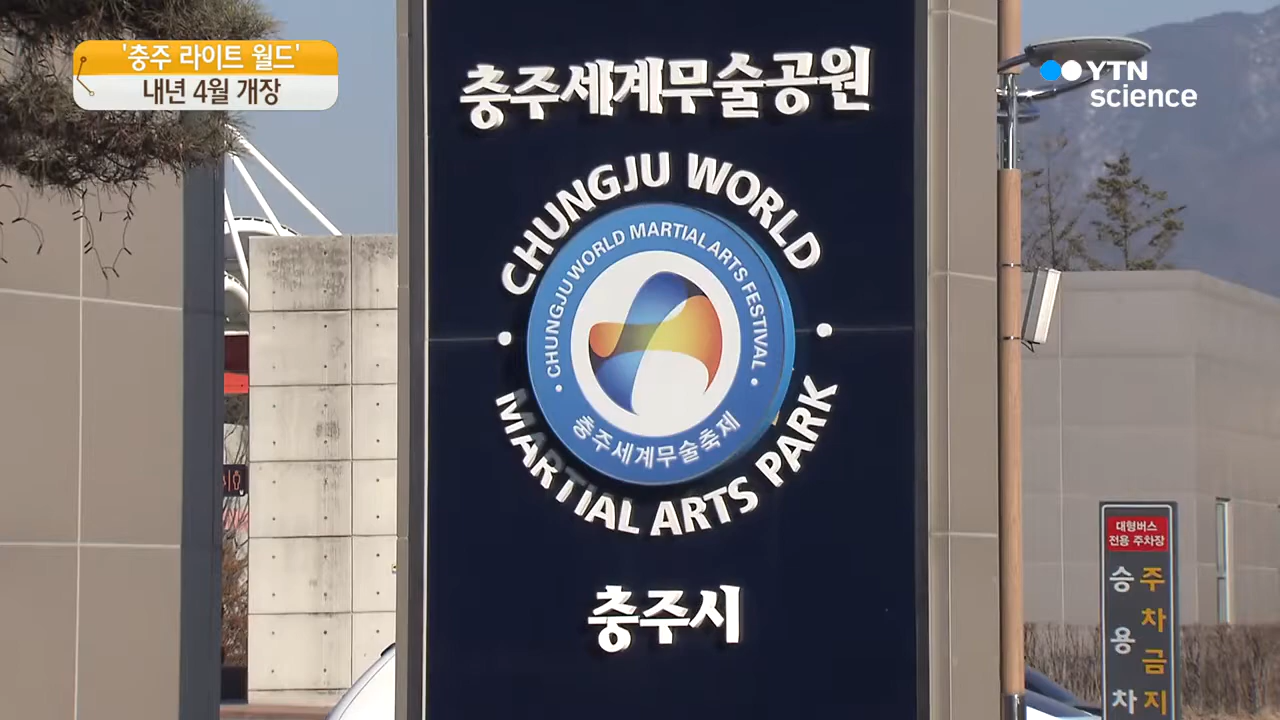 '충주 라이트 월드'
내년 4월 개장
YTN
science
충주세계무술공원
CHUNGJU WORLD
CHUNGJU WORLD MARTIAL ARTS FESTIVAL
충주세계무술축제
MARTIAL ARTS PARK
충주시
대형버스
전용 주차장
승용차
주차금지